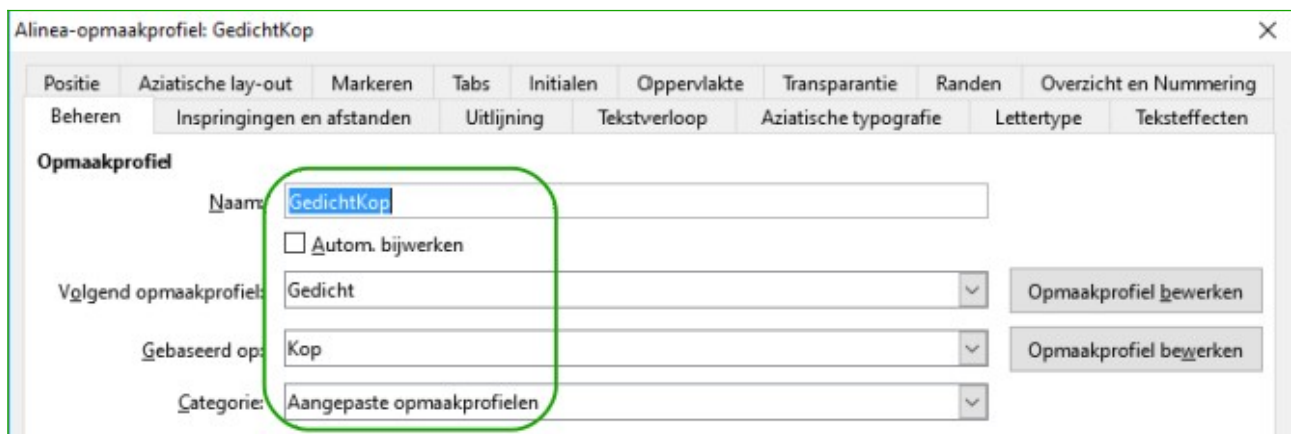 Alinea-opmaakprofiel: GedichtKop
Positie Aziatische lay-out Markeren Tabs Initialen Oppervlakte Transparantie Randen Overzicht en Nummering
Beheren Inspringingen en afstanden Uitlijning Tekstverloop Aziatische typografie Lettertype Teksteffecten
Opmaakprofiel
Naam: GedichtKop
Autom. bijwerken
Volgend opmaakprofiel: Gedicht Opmaakprofiel bewerken
Gebaseerd op: Kop Opmaakprofiel bewerken
Categorie: Aangepaste opmaakprofielen